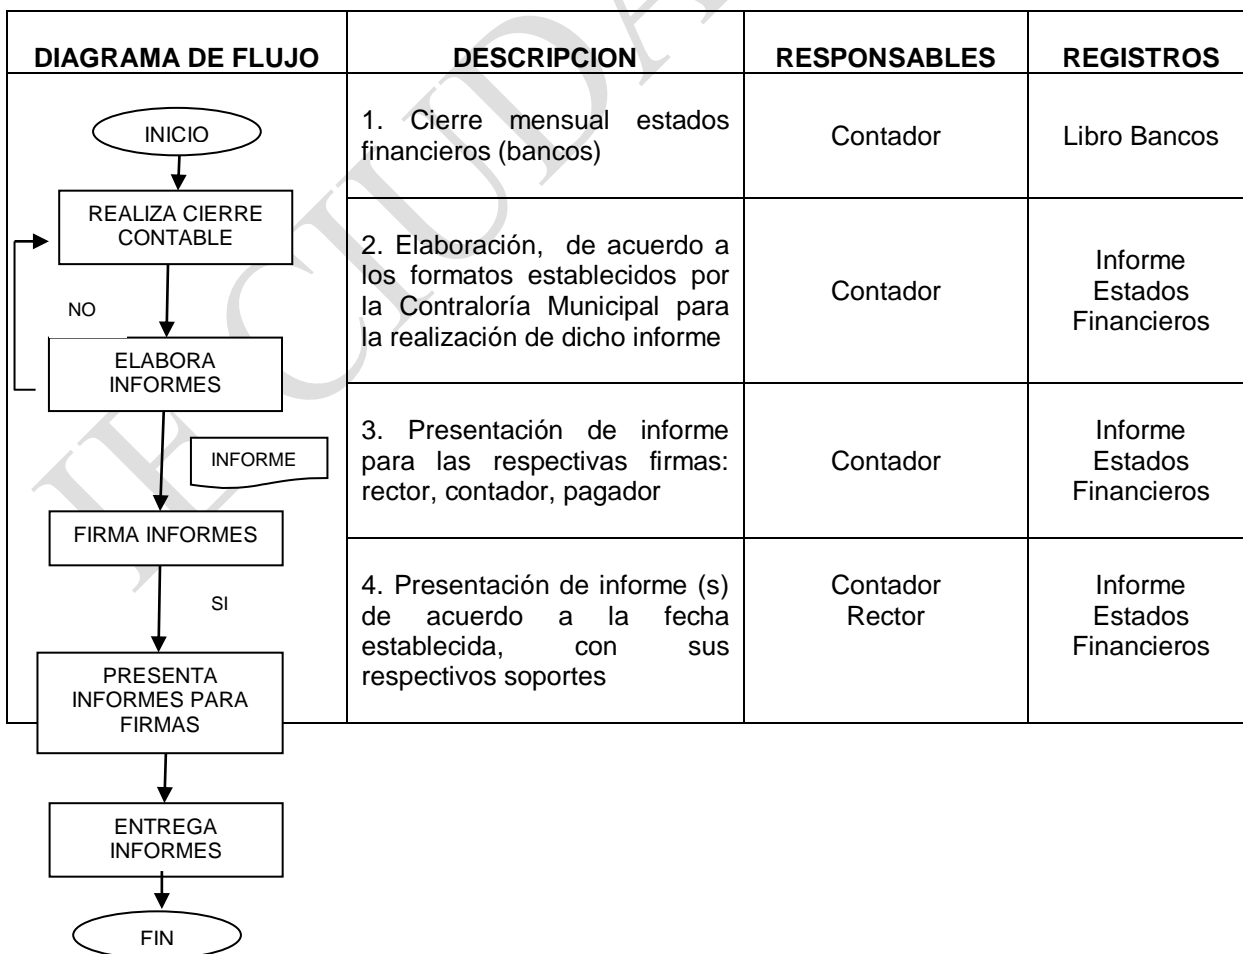 DIAGRAMA DE FLUJO
DESCRIPCION
RESPONSABLES
REGISTROS
INICIO
REALIZA CIERRE
CONTABLE
NO
ELABORA
INFORMES
INFORME
FIRMA INFORMES
SI
PRESENTA
INFORMES PARA
FIRMAS
ENTREGA
INFORMES
FIN
1. Cierre mensual estados
financieros (bancos)
Contador
Libro Bancos
2. Elaboración, de acuerdo a
los formatos establecidos por
la Contraloría Municipal para
la realización de dicho informe
Contador
Informe
Estados
Financieros
3. Presentación de informe
para las respectivas firmas:
rector, contador, pagador
Contador
Informe
Estados
Financieros
4. Presentación de informe (s)
de acuerdo a la fecha
establecida, con sus
respectivos soportes
Contador
Rector
Informe
Estados
Financieros